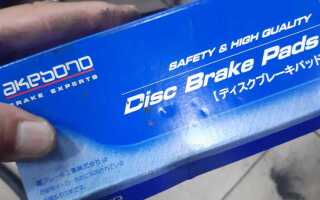 akebono
BRAKE EXPERTS
SAFETY & HIGH QUALITY
Disc Brake Pads
【ディスクブレーキパッド